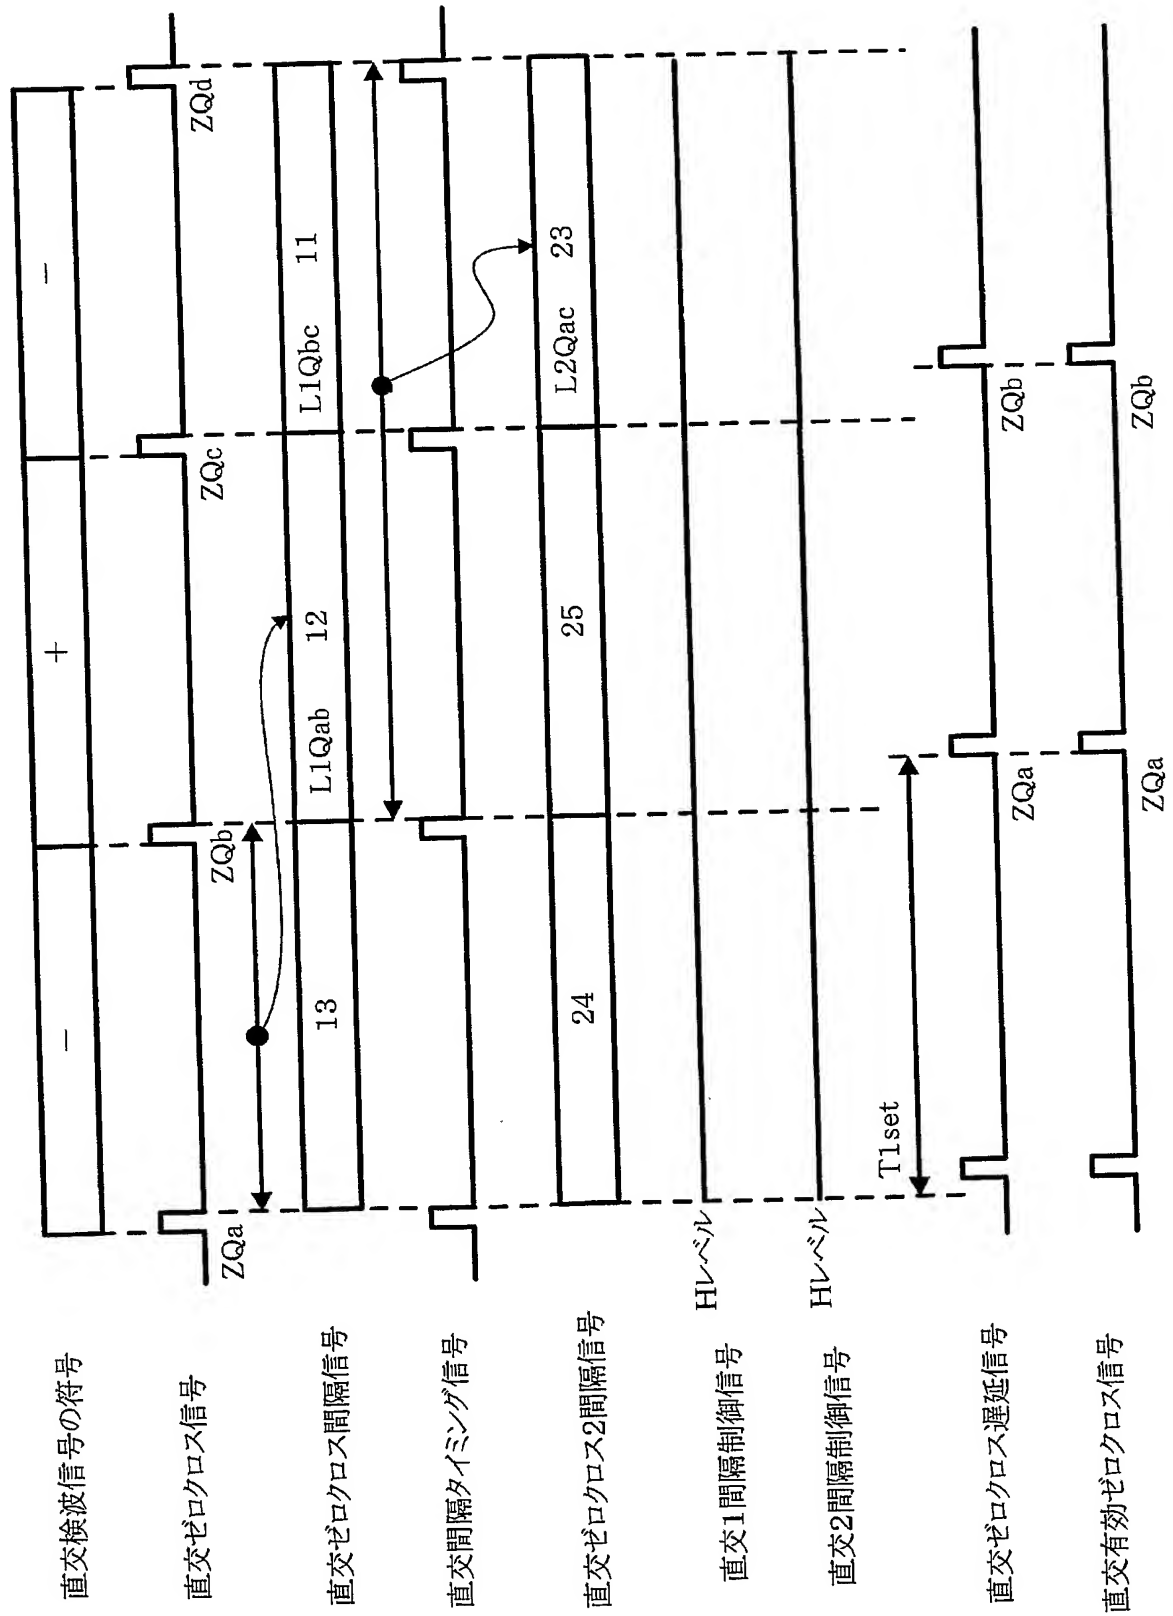 直交検波信号の符号
−
+
−
直交ゼロクロス信号
ZQa
ZQb
ZQc
ZQd
直交ゼロクロス間隔信号
13
L1Qab 12
L1Qbc 11
直交間隔タイミング信号
直交ゼロクロス2間隔信号
24
25
L2Qac 23
直交1間隔制御信号
Hレベル
直交2間隔制御信号
Hレベル
T1set
直交ゼロクロス遅延信号
ZQa
ZQb
直交有効ゼロクロス信号
ZQa
ZQb